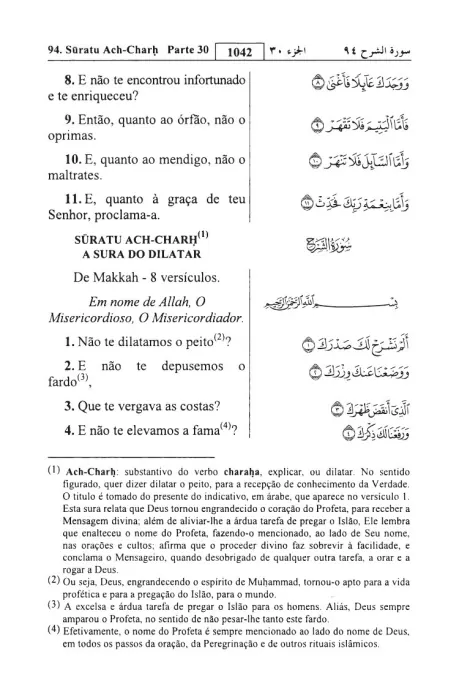 94. Sūratu Ach-Charḥ Parte 30 1042 الجزء ٣٠ سورة الشرح ٩٤
8. E não te encontrou infortunado
e te enriqueceu?
وَوَجَدَكَ عَآئِلًا فَأَغْنَىٰ ٨
9. Então, quanto ao órfão, não o
oprimas.
فَأَمَّا ٱلْيَتِيمَ فَلَا تَقْهَرْ ٩
10. E, quanto ao mendigo, não o
maltrates.
وَأَمَّا ٱلسَّآئِلَ فَلَا تَنْهَرْ ١٠
11. E, quanto à graça de teu
Senhor, proclama-a.
وَأَمَّا بِنِعْمَةِ رَبِّكَ فَحَدِّثْ ١١
SŪRATU ACH-CHARḤ(1)
A SURA DO DILATAR
سُورَةُ الشَّرْحِ
De Makkah - 8 versículos.
Em nome de Allah, O
Misericordioso, O Misericordiador.
بِسْمِ ٱللَّهِ ٱلرَّحْمَٰنِ ٱلرَّحِيمِ
1. Não te dilatamos o peito(2)?
أَلَمْ نَشْرَحْ لَكَ صَدْرَكَ ١
2. E não te depusemos o
fardo(3),
وَوَضَعْنَا عَنكَ وِزْرَكَ ٢
3. Que te vergava as costas?
ٱلَّذِىٓ أَنقَضَ ظَهْرَكَ ٣
4. E não te elevamos a fama(4)?
وَرَفَعْنَا لَكَ ذِكْرَكَ ٤
(1) Ach-Charḥ: substantivo do verbo charaḥa, explicar, ou dilatar. No sentido
figurado, quer dizer dilatar o peito, para a recepção de conhecimento da Verdade.
O título é tomado do presente do indicativo, em árabe, que aparece no versículo 1.
Esta sura relata que Deus tornou engrandecido o coração do Profeta, para receber a
Mensagem divina; além de aliviar-lhe a árdua tarefa de pregar o Islão, Ele lembra
que enalteceu o nome do Profeta, fazendo-o mencionado, ao lado de Seu nome,
nas orações e cultos; afirma que o proceder divino faz sobrevir à facilidade, e
conclama o Mensageiro, quando desobrigado de qualquer outra tarefa, a orar e a
rogar a Deus.
(2) Ou seja, Deus, engrandecendo o espírito de Muḥammad, tornou-o apto para a vida
profética e para a pregação do Islão, para o mundo.
(3) A excelsa e árdua tarefa de pregar o Islão para os homens. Aliás, Deus sempre
amparou o Profeta, no sentido de não pesar-lhe tanto este fardo.
(4) Efetivamente, o nome do Profeta é sempre mencionado ao lado do nome de Deus,
em todos os passos da oração, da Peregrinação e de outros rituais islâmicos.